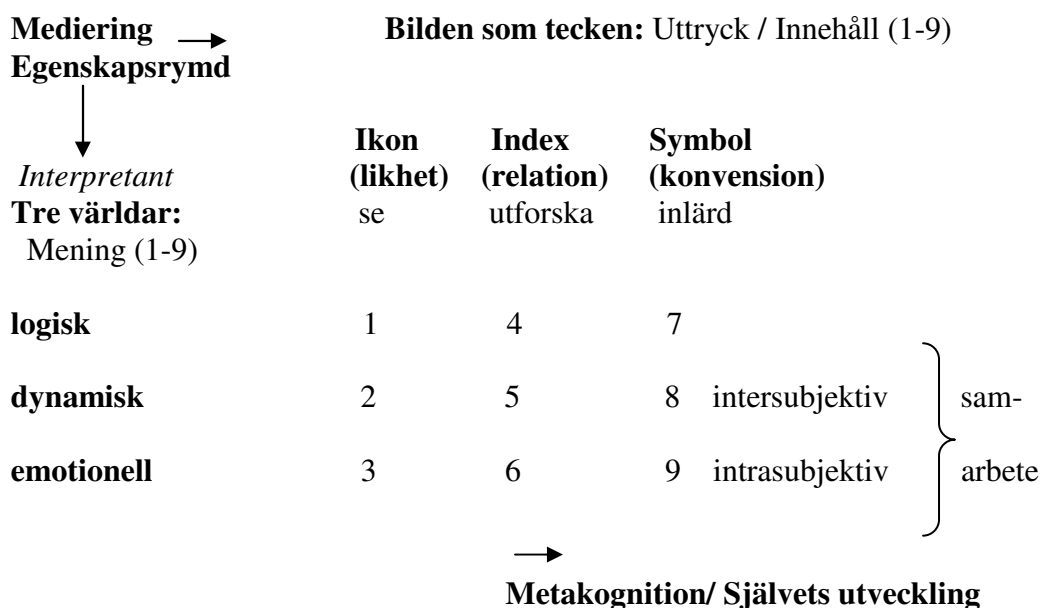 Mediering Bilden som tecken: Uttryck / Innehåll (1-9)
Egenskapsrymd
Ikon Index Symbol
Interpretant (likhet) (relation) (konvension)
Tre världar: se utforska inlärd
Mening (1-9)
logisk 1 4 7
dynamisk 2 5 8 intersubjektiv sam-
emotionell 3 6 9 intrasubjektiv arbete
Metakognition/ Självets utveckling